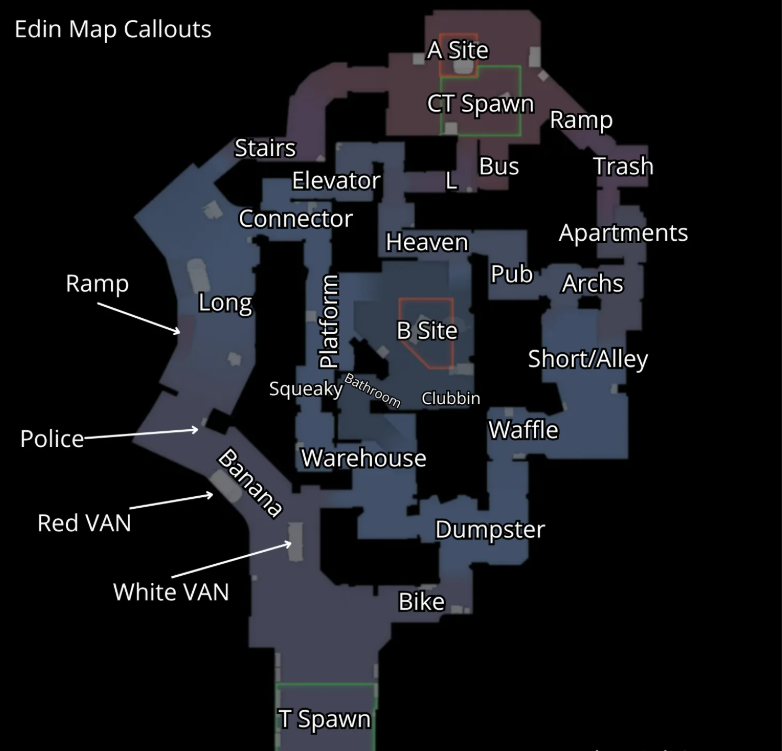 Edin Map Callouts
A Site
CT Spawn
Ramp
Stairs
Bus
Trash
Elevator
L
Connector
Apartments
Heaven
Pub
Archs
Ramp
Long
Platform
B Site
Short/Alley
Squeaky
Bathroom
Clubbin
Police
Waffle
Banana
Warehouse
Red VAN
Dumpster
White VAN
Bike
T Spawn